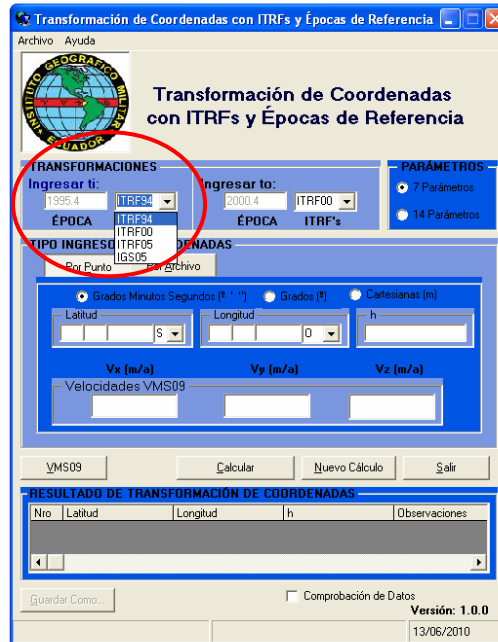 Transformación de Coordenadas con ITRFs y Épocas de Referencia
Archivo Ayuda
INSTITUTO GEOGRAFICO MILITAR
ECUADOR
Transformación de Coordenadas
con ITRFs y Épocas de Referencia
TRANSFORMACIONES
PARÁMETROS
Ingresar ti:
Ingresar to:
1995.4 ITRF94
2000.4 ITRF00
7 Parámetros
14 Parámetros
ÉPOCA
ÉPOCA ITRF's
ITRF94
ITRF00
ITRF05
IGS05
TIPO INGRESO COORDENADAS
Por Punto Por Archivo
Grados Minutos Segundos (º ' '') Grados (º) Cartesianas (m)
Latitud Longitud h
S O
Vx (m/a) Vy (m/a) Vz (m/a)
Velocidades VMS09
VMS09 Calcular Nuevo Cálculo Salir
RESULTADO DE TRANSFORMACIÓN DE COORDENADAS
Nro Latitud Longitud h Observaciones
Guardar Como... Comprobación de Datos
Versión: 1.0.0
13/06/2010